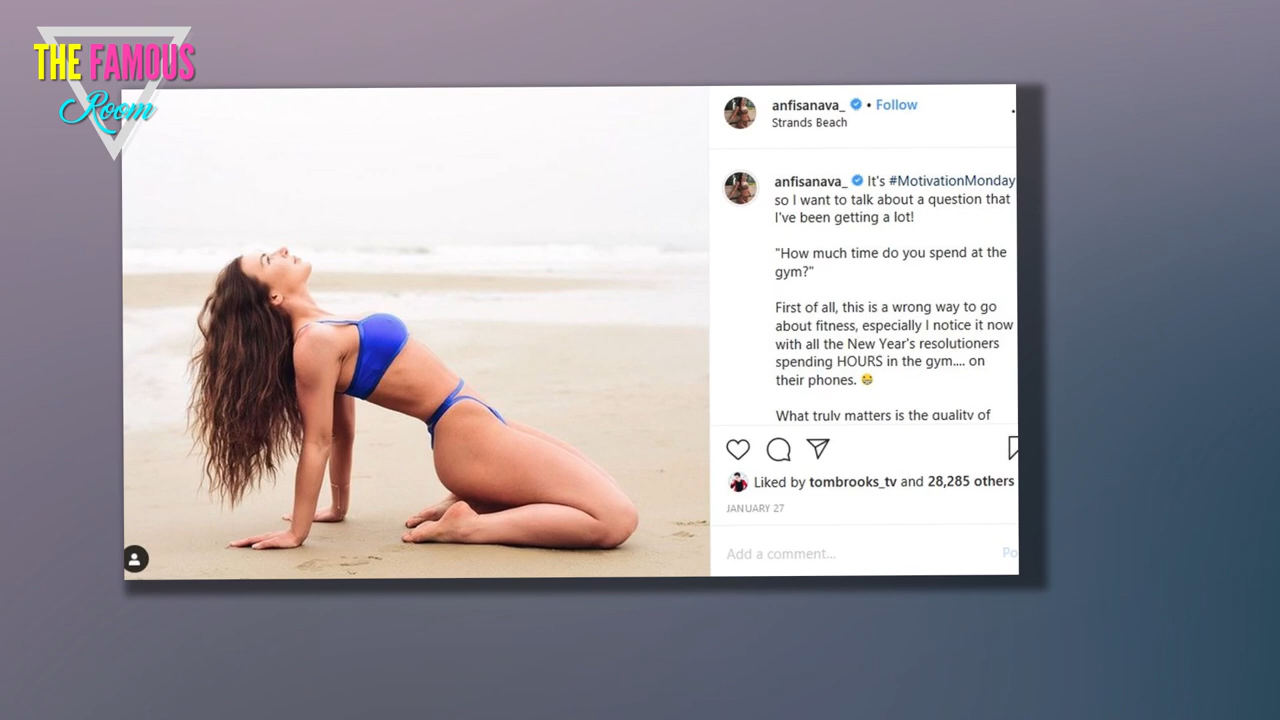 THE FAMOUS
Room
anfisanava_ • Follow
Strands Beach
anfisanava_ It's #MotivationMonday
so I want to talk about a question that
I've been getting a lot!
"How much time do you spend at the
gym?"
First of all, this is a wrong way to go
about fitness, especially I notice it now
with all the New Year's resolutioners
spending HOURS in the gym.... on
their phones. 😁
What truly matters is the quality of
Liked by tombrooks_tv and 28,285 others
JANUARY 27
Add a comment...
Po